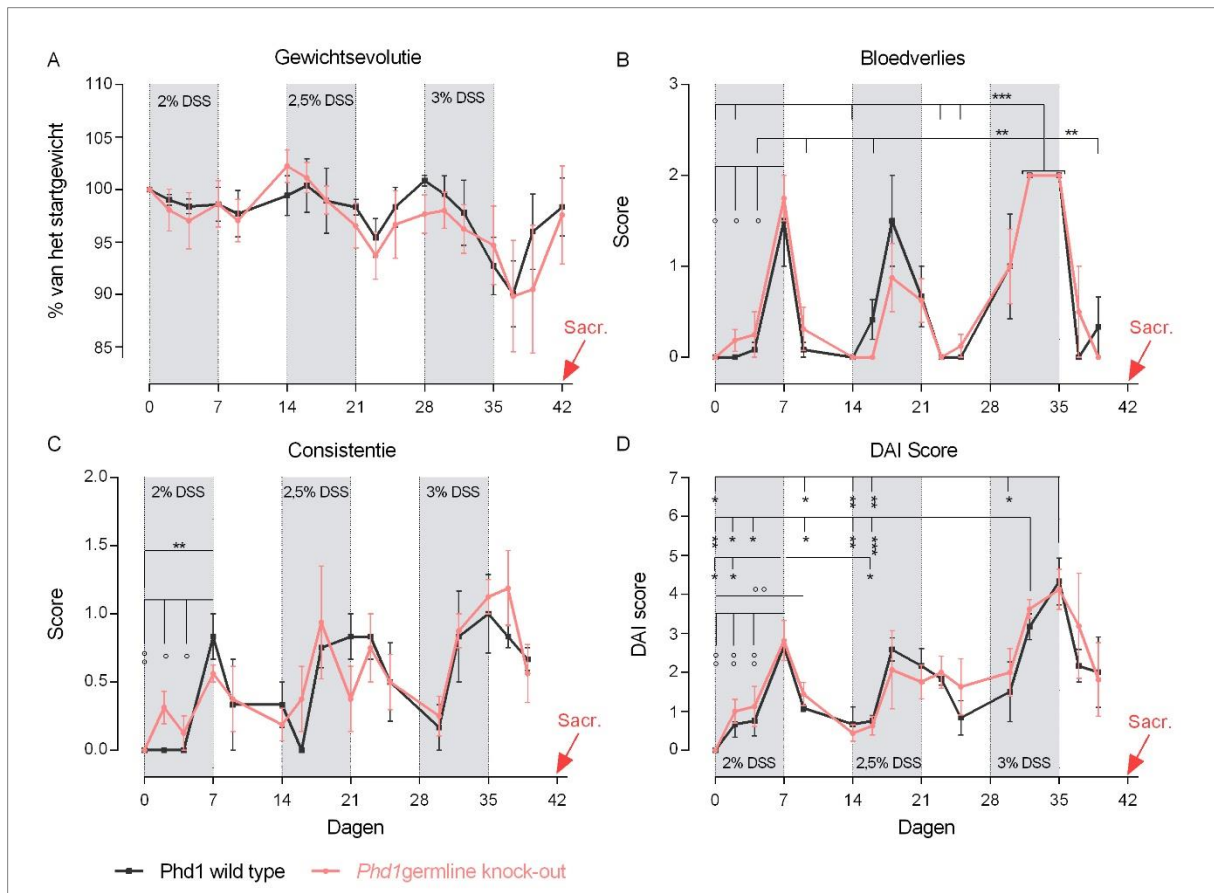 A
Gewichtsevolutie
% van het startgewicht
110
105
100
95
90
85
2% DSS
2,5% DSS
3% DSS
Sacr.
0 7 14 21 28 35 42
B
Bloedverlies
Score
3
2
1
0
***
**
**
° ° °
Sacr.
0 7 14 21 28 35 42
C
Consistentie
Score
2.0
1.5
1.0
0.5
0.0
2% DSS
2,5% DSS
3% DSS
**
°° ° °
Sacr.
0 7 14 21 28 35 42
Dagen
D
DAI Score
DAI score
7
6
5
4
3
2
1
0
* * ** ** *
** * * * ** ***
* * *
°°
°° °° °°
2% DSS
2,5% DSS
3% DSS
Sacr.
0 7 14 21 28 35 42
Dagen
Phd1 wild type
Phd1germline knock-out